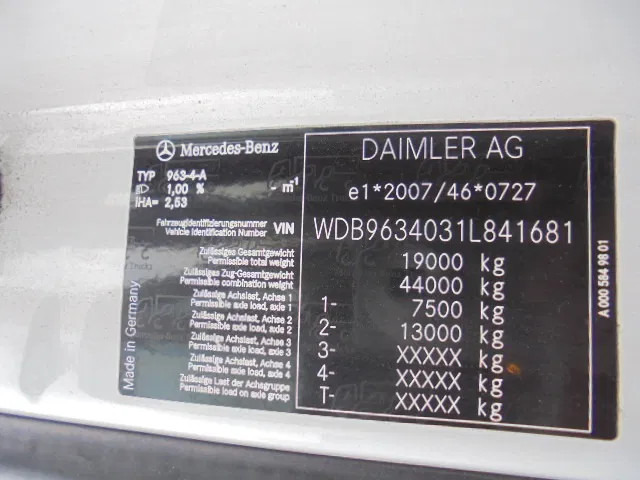 Mercedes-Benz
TYP 963-4-A
1,00 % - m⁻¹
IHA= 2,53
Fahrzeugidentifizierungsnummer
Vehicle Identification Number VIN
Zulässiges Gesamtgewicht
Permissible total weight
Zulässiges Zug-Gesamtgewicht
Permissible combination weight
Zulässige Achslast, Achse 1
Permissible axle load, axle 1
Zulässige Achslast, Achse 2
Permissible axle load, axle 2
Zulässige Achslast, Achse 3
Permissible axle load, axle 3
Zulässige Achslast, Achse 4
Permissible axle load, axle 4
Zulässige Last der Achsgruppe
Permissible load on axle group
Made in Germany
DAIMLER AG
e1*2007/46*0727
WDB9634031L841681
19000 kg
44000 kg
1- 7500 kg
2- 13000 kg
3- XXXXX kg
4- XXXXX kg
T- XXXXX kg
A 000 584 98 01